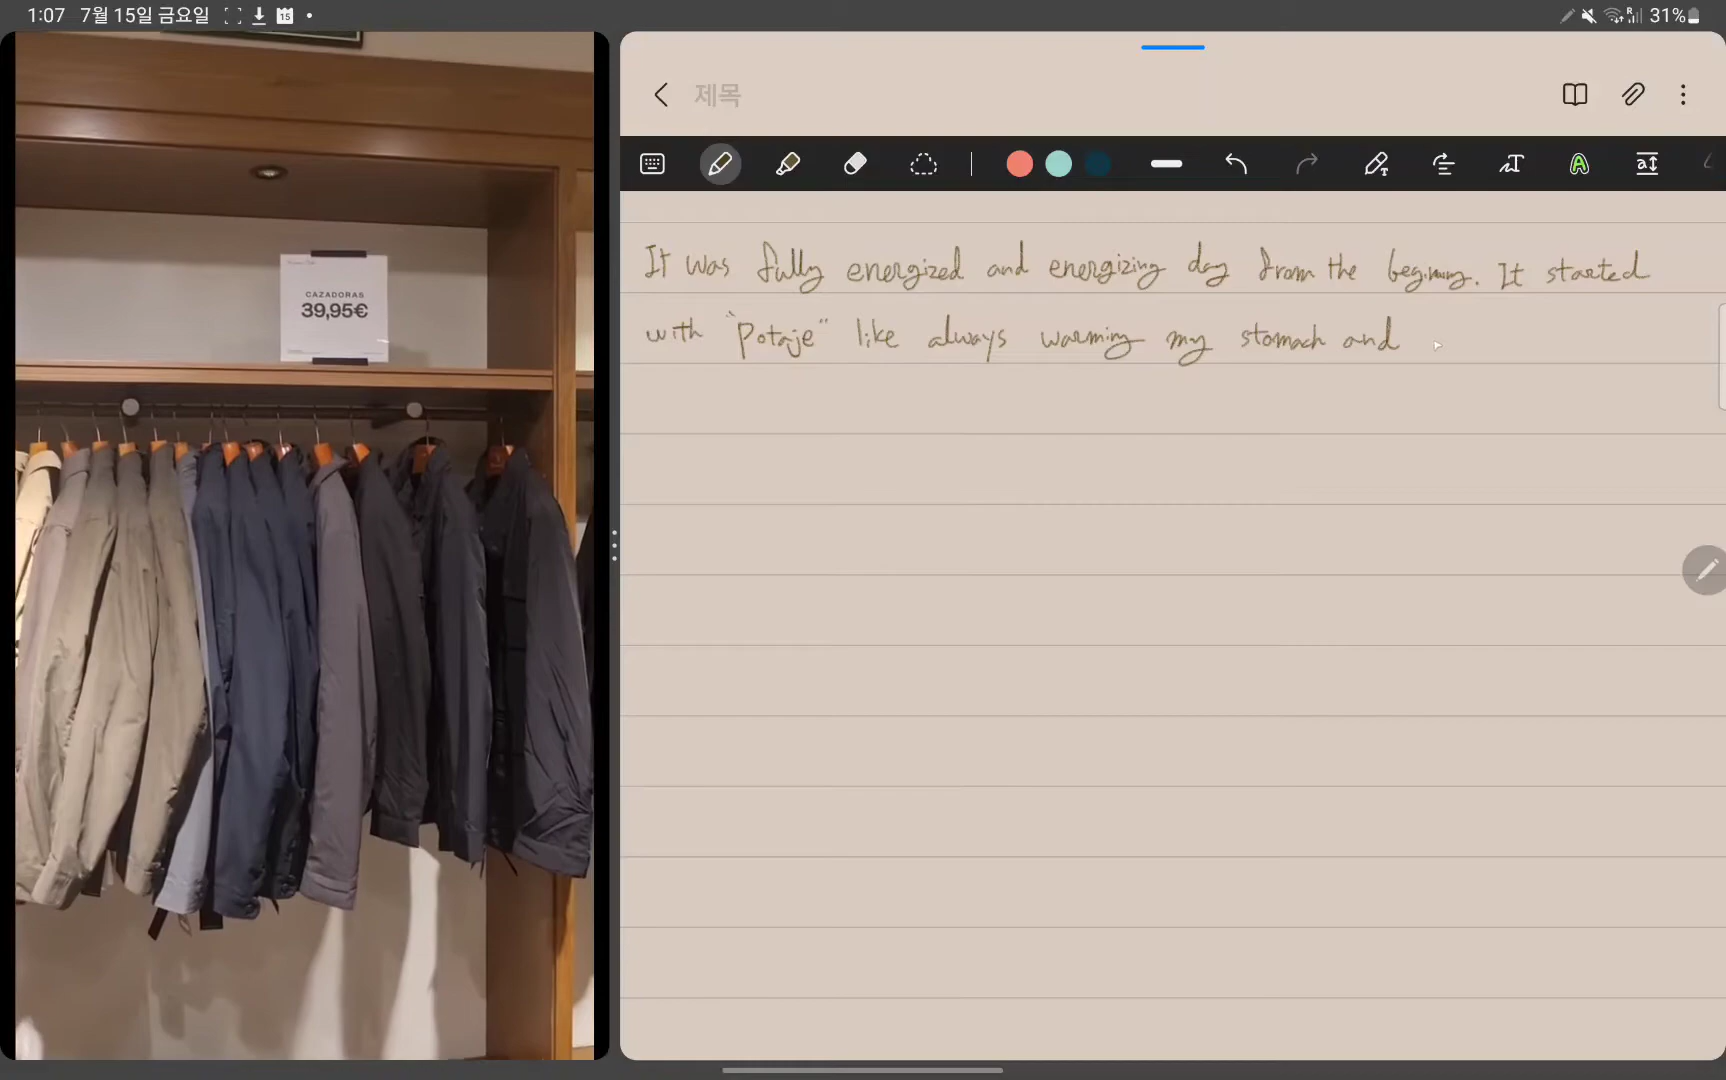 1:07 7월 15일 금요일 15
R 31%
제목
CAZADORAS
39,95€
It was fully energized and energizing day from the beginning. It started
with "potaje" like always warming my stomach and